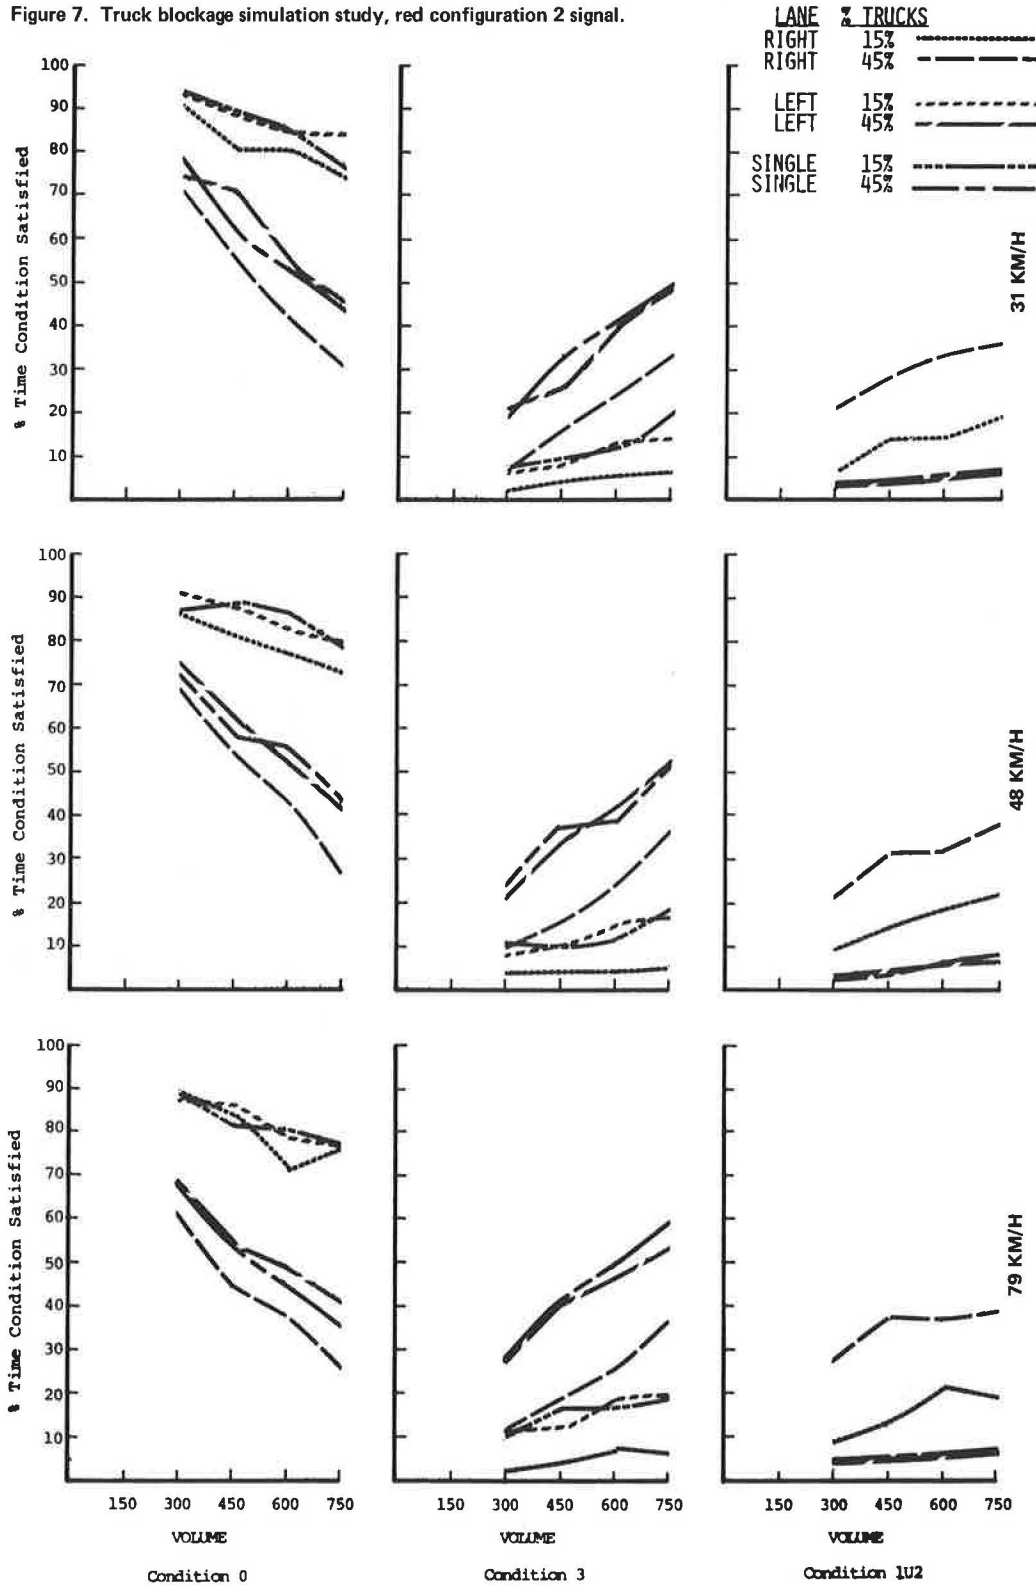 Figure 7. Truck blockage simulation study, red configuration 2 signal.
LANE % TRUCKS
RIGHT 15%
RIGHT 45%
LEFT 15%
LEFT 45%
SINGLE 15%
SINGLE 45%
% Time Condition Satisfied
100
90
80
70
60
50
40
30
20
10
31 KM/H
% Time Condition Satisfied
100
90
80
70
60
50
40
30
20
10
48 KM/H
% Time Condition Satisfied
100
90
80
70
60
50
40
30
20
10
79 KM/H
150 300 450 600 750 150 300 450 600 750 150 300 450 600 750
VOLUME VOLUME VOLUME
Condition 0 Condition 3 Condition 1U2